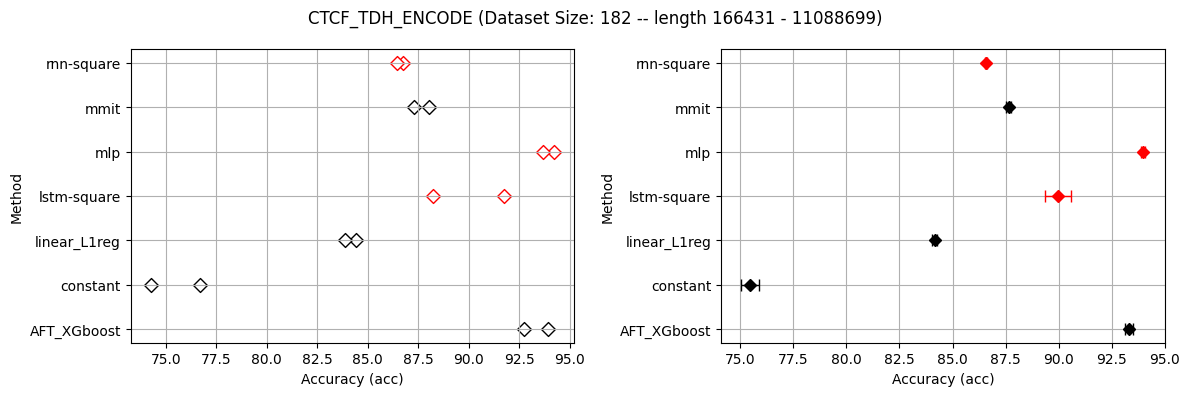 CTCF_TDH_ENCODE (Dataset Size: 182 -- length 166431 - 11088699)
Method
rnn-square
mmit
mlp
lstm-square
linear_L1reg
constant
AFT_XGboost
75.0 77.5 80.0 82.5 85.0 87.5 90.0 92.5 95.0
Accuracy (acc)
Method
rnn-square
mmit
mlp
lstm-square
linear_L1reg
constant
AFT_XGboost
75.0 77.5 80.0 82.5 85.0 87.5 90.0 92.5 95.0
Accuracy (acc)